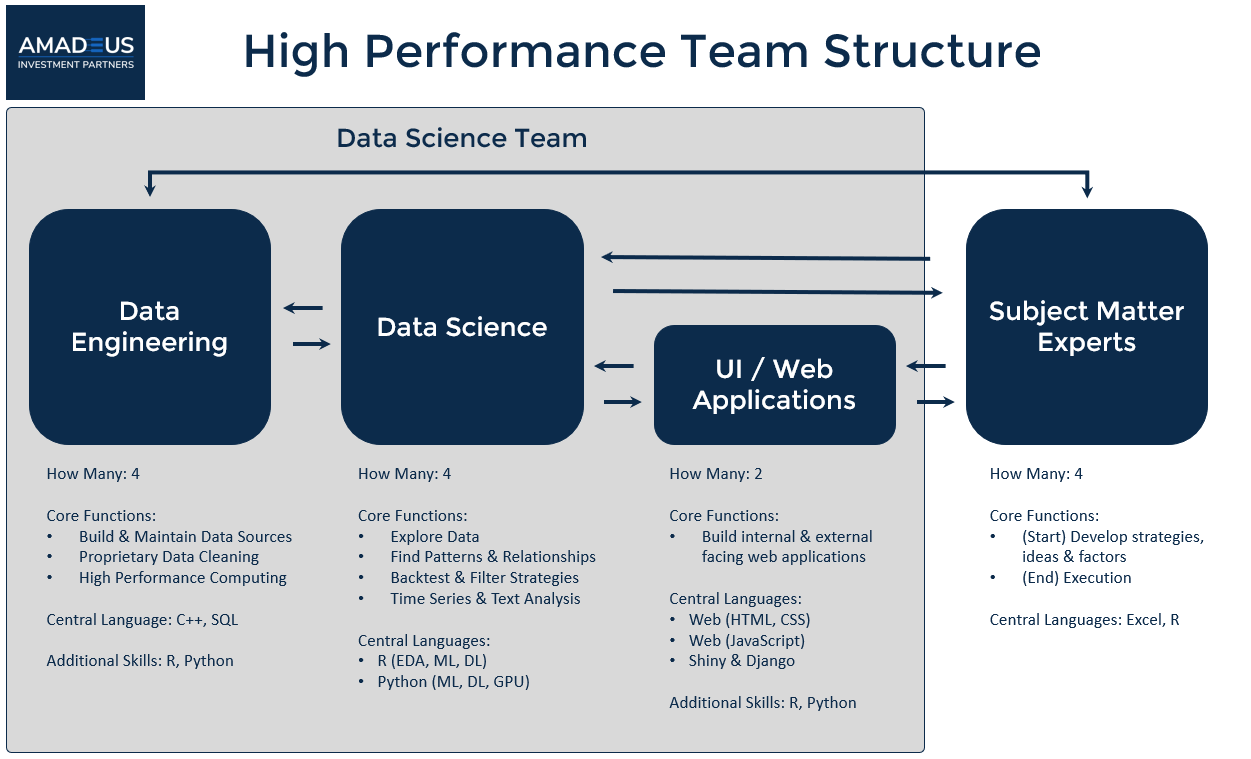 AMADEUS
INVESTMENT PARTNERS
High Performance Team Structure
Data Science Team
Data
Engineering
Data Science
UI / Web
Applications
Subject Matter
Experts
How Many: 4
Core Functions:
• Build & Maintain Data Sources
• Proprietary Data Cleaning
• High Performance Computing
Central Language: C++, SQL
Additional Skills: R, Python
How Many: 4
Core Functions:
• Explore Data
• Find Patterns & Relationships
• Backtest & Filter Strategies
• Time Series & Text Analysis
Central Languages:
• R (EDA, ML, DL)
• Python (ML, DL, GPU)
How Many: 2
Core Functions:
• Build internal & external
facing web applications
Central Languages:
• Web (HTML, CSS)
• Web (JavaScript)
• Shiny & Django
Additional Skills: R, Python
How Many: 4
Core Functions:
• (Start) Develop strategies,
ideas & factors
• (End) Execution
Central Languages: Excel, R